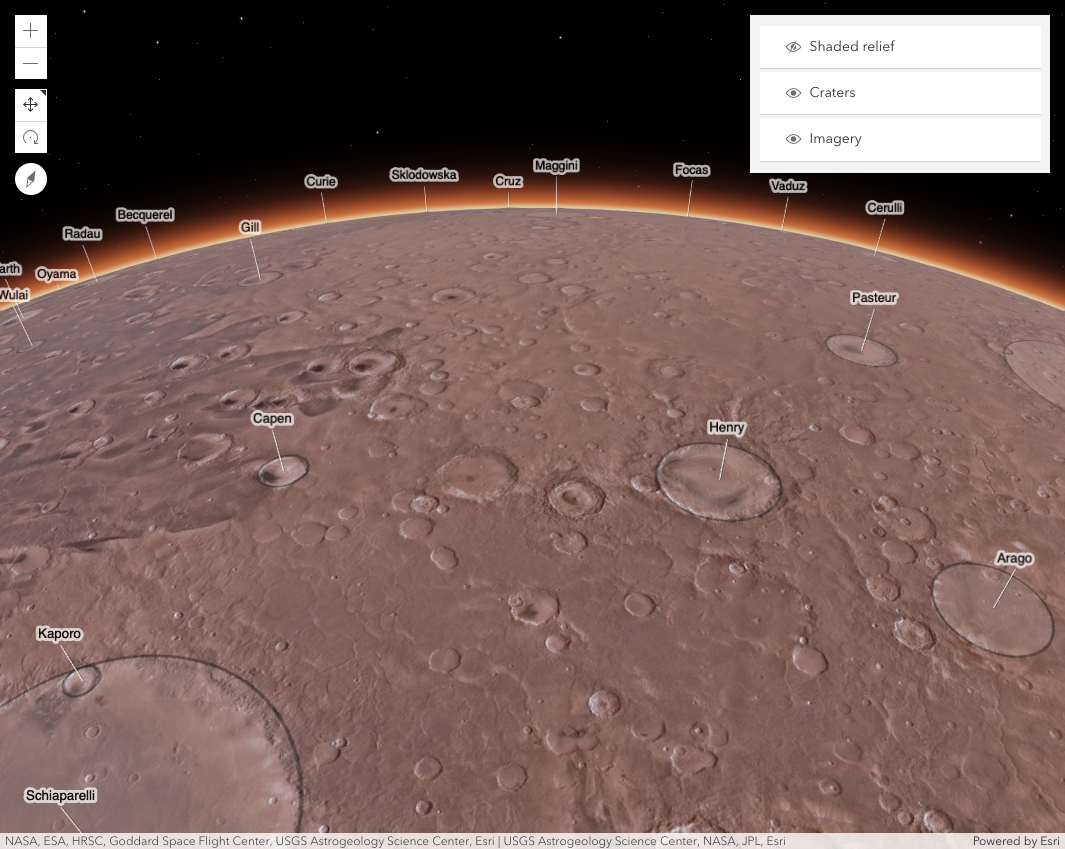 Shaded relief
Craters
Imagery
Maggini
Focas
Sklodowska
Curie
Cruz
Vaduz
Cerulli
Becquerel
Gill
Radau
arth
Oyama
Wulai
Pasteur
Capen
Henry
Arago
Kaporo
Schiaparelli
NASA, ESA, HRSC, Goddard Space Flight Center, USGS Astrogeology Science Center, Esri | USGS Astrogeology Science Center, NASA, JPL, Esri
Powered by Esri